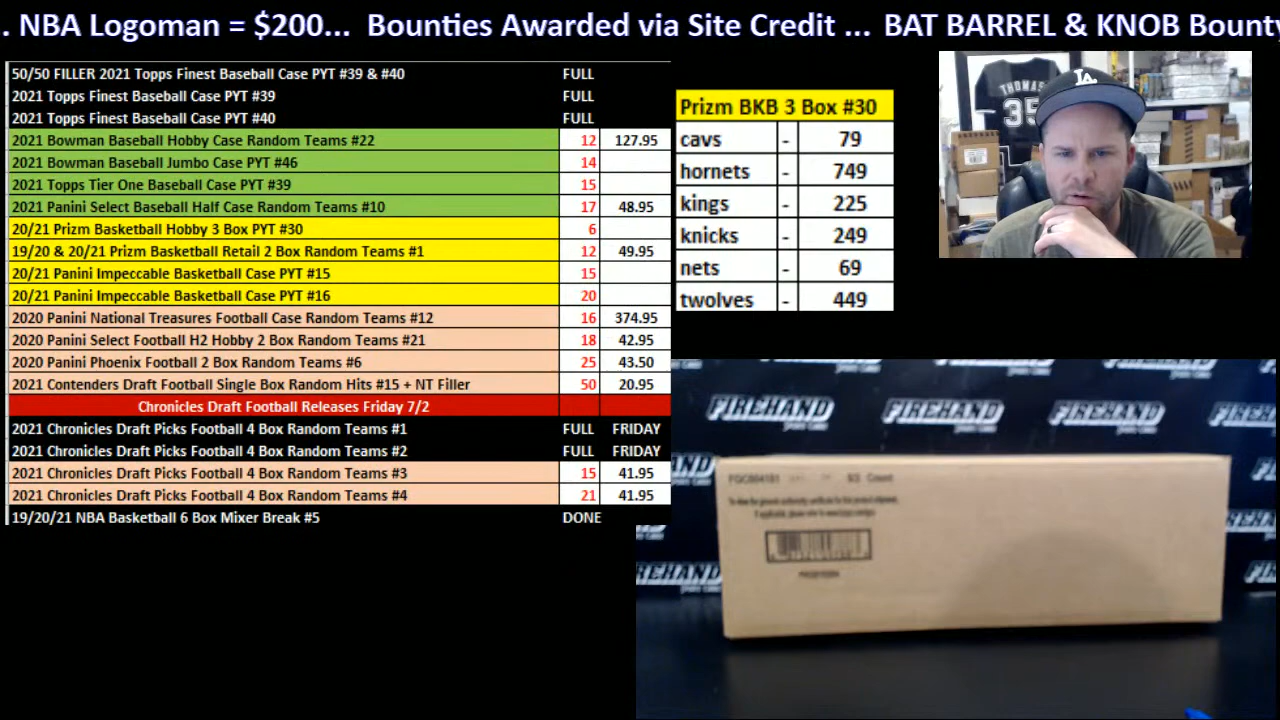 . NBA Logoman = $200... Bounties Awarded via Site Credit ... BAT BARREL & KNOB Bounty
50/50 FILLER 2021 Topps Finest Baseball Case PYT #39 & #40 FULL
2021 Topps Finest Baseball Case PYT #39 FULL
2021 Topps Finest Baseball Case PYT #40 FULL
2021 Bowman Baseball Hobby Case Random Teams #22 12 127.95
2021 Bowman Baseball Jumbo Case PYT #46 14
2021 Topps Tier One Baseball Case PYT #39 15
2021 Panini Select Baseball Half Case Random Teams #10 17 48.95
20/21 Prizm Basketball Hobby 3 Box PYT #30 6
19/20 & 20/21 Prizm Basketball Retail 2 Box Random Teams #1 12 49.95
20/21 Panini Impeccable Basketball Case PYT #15 15
20/21 Panini Impeccable Basketball Case PYT #16 20
2020 Panini National Treasures Football Case Random Teams #12 16 374.95
2020 Panini Select Football H2 Hobby 2 Box Random Teams #21 18 42.95
2020 Panini Phoenix Football 2 Box Random Teams #6 25 43.50
2021 Contenders Draft Football Single Box Random Hits #15 + NT Filler 50 20.95
Chronicles Draft Football Releases Friday 7/2
2021 Chronicles Draft Picks Football 4 Box Random Teams #1 FULL FRIDAY
2021 Chronicles Draft Picks Football 4 Box Random Teams #2 FULL FRIDAY
2021 Chronicles Draft Picks Football 4 Box Random Teams #3 15 41.95
2021 Chronicles Draft Picks Football 4 Box Random Teams #4 21 41.95
19/20/21 NBA Basketball 6 Box Mixer Break #5 DONE
Prizm BKB 3 Box #30
cavs - 79
hornets - 749
kings - 225
knicks - 249
nets - 69
twolves - 449
THOMAS
35
LA
FIREHAND FIREHAND FIREHAND
Count